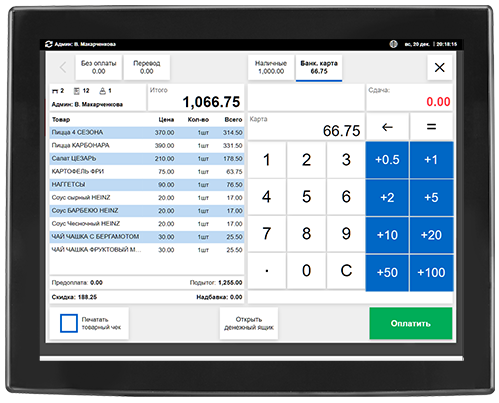 Админ: В. Макарченкова
вс, 20 дек. | 20:18:15
Без оплаты
0.00
Перевод
0.00
Наличные
1,000.00
Банк. карта
66.75
2 12 1
Админ: В. Макарченкова
Итого
1,066.75
Сдача:
0.00
Товар Цена Кол-во Всего
Пицца 4 СЕЗОНА 370.00 1шт 314.50
Пицца КАРБОНАРА 390.00 1шт 331.50
Салат ЦЕЗАРЬ 210.00 1шт 178.50
КАРТОФЕЛЬ ФРИ 75.00 1шт 63.75
НАГГЕТСЫ 90.00 1шт 76.50
Соус сырный HEINZ 20.00 1шт 17.00
Соус БАРБЕКЮ HEINZ 20.00 1шт 17.00
Соус Чесночный HEINZ 20.00 1шт 17.00
ЧАЙ ЧАШКА С БЕРГАМОТОМ 30.00 1шт 25.50
ЧАЙ ЧАШКА ФРУКТОВЫЙ М... 30.00 1шт 25.50
Предоплата: 0.00 Подытог: 1,255.00
Скидка: 188.25 Надбавка: 0.00
Карта
66.75
← =
1 2 3 +0.5 +1
4 5 6 +2 +5
7 8 9 +10 +20
· 0 C +50 +100
Печатать
товарный чек
Открыть
денежный ящик
Оплатить